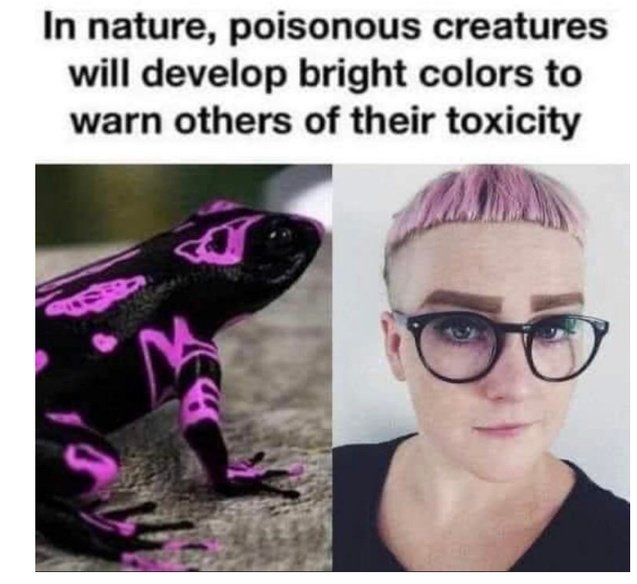 In nature, poisonous creatures
will develop bright colors to
warn others of their toxicity